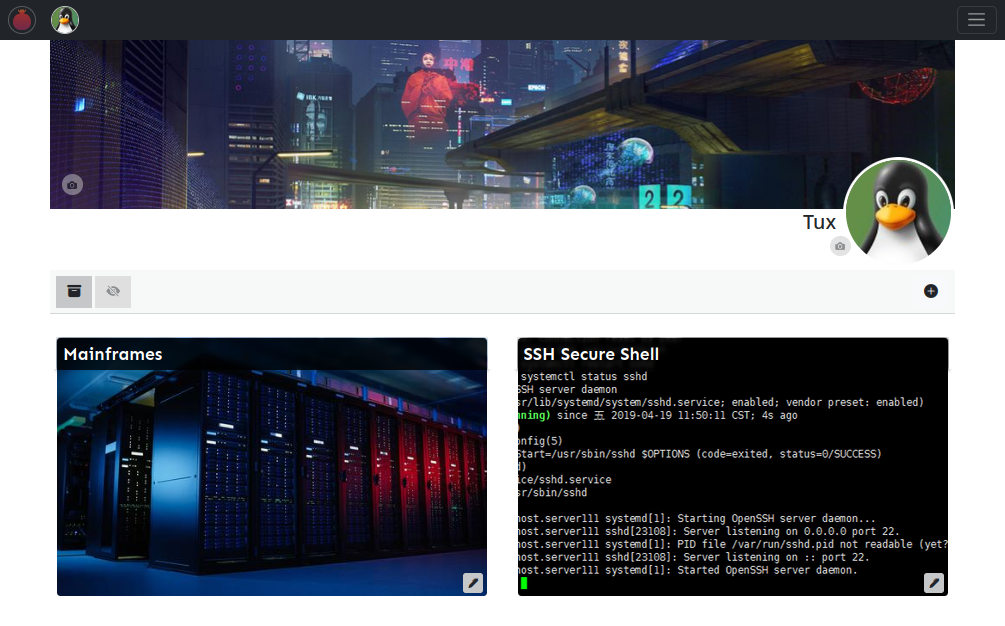 中進
夜
22
Tux
Mainframes
SSH Secure Shell
systemctl status sshd
SSH server daemon
sr/lib/systemd/system/sshd.service; enabled; vendor preset: enabled)
nning) since 五 2019-04-19 11:50:11 CST; 4s ago
)
onfig(5)
Start=/usr/sbin/sshd $OPTIONS (code=exited, status=0/SUCCESS)
d)
ice/sshd.service
sr/sbin/sshd
host.server111 systemd[1]: Starting OpenSSH server daemon...
host.server111 sshd[23108]: Server listening on 0.0.0.0 port 22.
host.server111 systemd[1]: PID file /var/run/sshd.pid not readable (yet?
host.server111 sshd[23108]: Server listening on :: port 22.
host.server111 systemd[1]: Started OpenSSH server daemon.